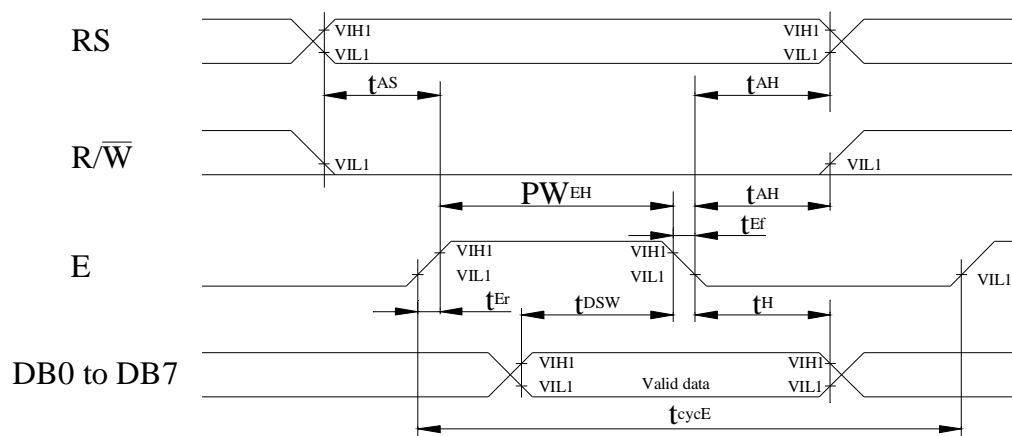 RS
VIH1 VIH1
VIL1 VIL1
tAS tAH
R/W̅
VIL1 VIL1
PWEH tAH
tEf
E
VIH1 VIH1
VIL1 VIL1 VIL1
tEr tDSW tH
DB0 to DB7
VIH1 VIH1
VIL1 Valid data VIL1
tcycE